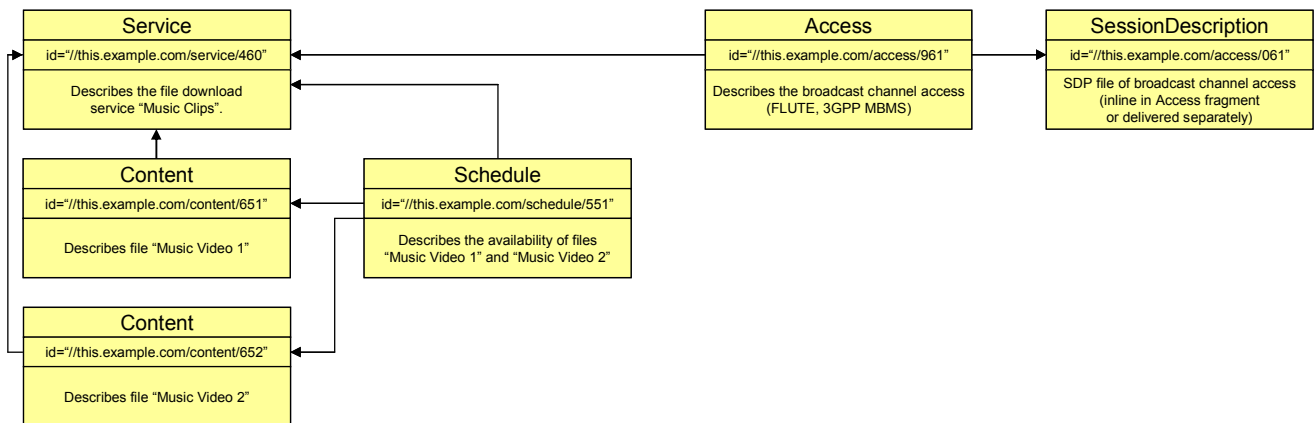 Service
id=“//this.example.com/service/460”
Describes the file download
service “Music Clips”.
Access
id=“//this.example.com/access/961”
Describes the broadcast channel access
(FLUTE, 3GPP MBMS)
SessionDescription
id=“//this.example.com/access/061”
SDP file of broadcast channel access
(inline in Access fragment
or delivered separately)
Content
id=“//this.example.com/content/651”
Describes file “Music Video 1”
Schedule
id=“//this.example.com/schedule/551”
Describes the availability of files
“Music Video 1” and “Music Video 2”
Content
id=“//this.example.com/content/652”
Describes file “Music Video 2”